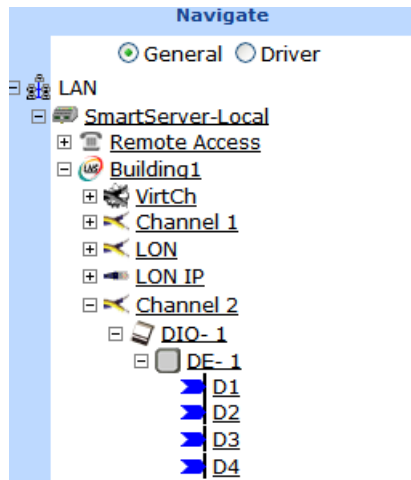 Navigate
General Driver
LAN
SmartServer-Local
Remote Access
LNS Building1
VirtCh
Channel 1
LON
LON IP
Channel 2
DIO- 1
DE- 1
D1
D2
D3
D4